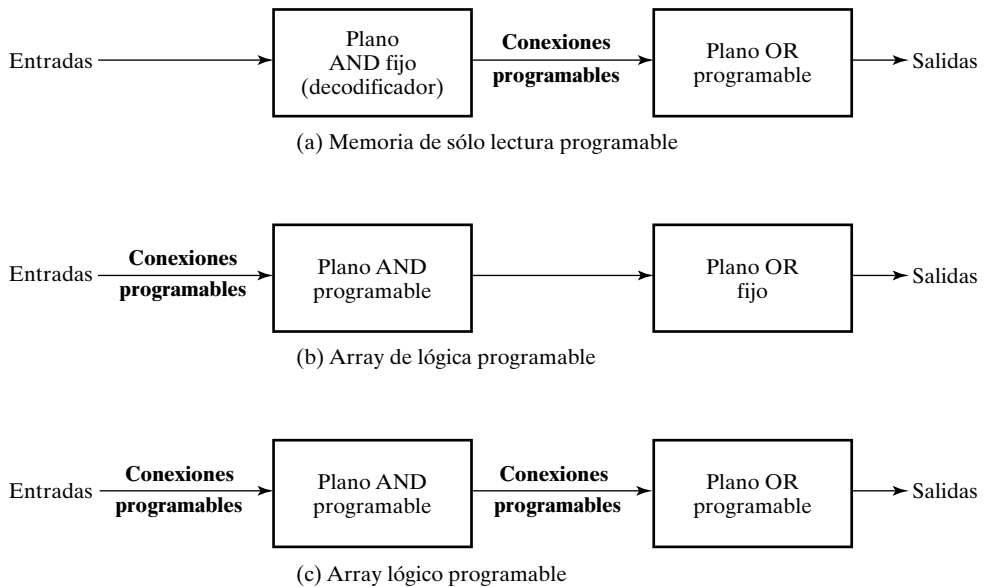 Entradas
Plano
AND fijo
(decodificador)
Conexiones
programables
Plano OR
programable
Salidas
(a) Memoria de sólo lectura programable
Entradas
Conexiones
programables
Plano AND
programable
Plano OR
fijo
Salidas
(b) Array de lógica programable
Entradas
Conexiones
programables
Plano AND
programable
Conexiones
programables
Plano OR
programable
Salidas
(c) Array lógico programable